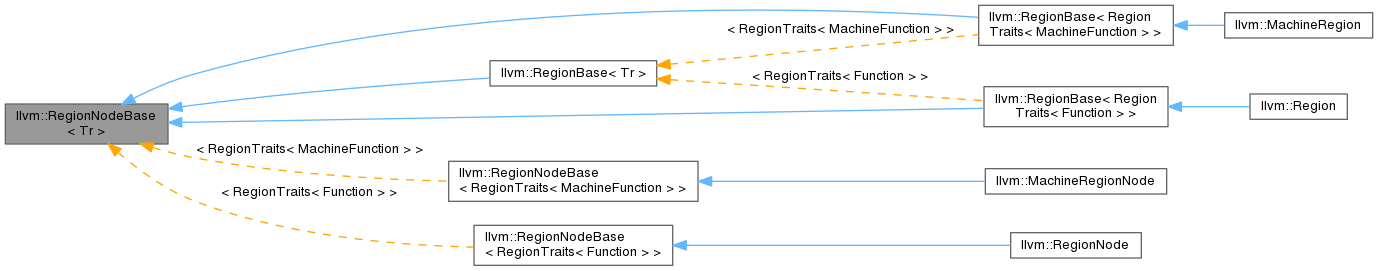 llvm::RegionBase< Region
Traits< MachineFunction > >
llvm::MachineRegion
< RegionTraits< MachineFunction > >
llvm::RegionBase< Tr >
< RegionTraits< Function > >
llvm::RegionBase< Region
Traits< Function > >
llvm::Region
llvm::RegionNodeBase
< Tr >
< RegionTraits< MachineFunction > >
llvm::RegionNodeBase
< RegionTraits< MachineFunction > >
llvm::MachineRegionNode
< RegionTraits< Function > >
llvm::RegionNodeBase
< RegionTraits< Function > >
llvm::RegionNode